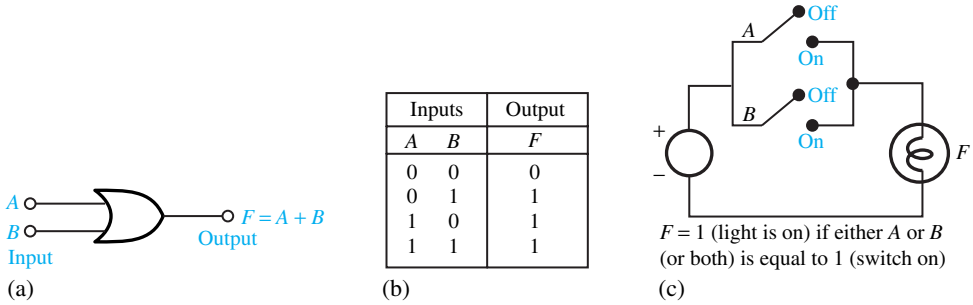 A
B
Input
F = A + B
Output
(a)
Inputs Output
A B F
0 0 0
0 1 1
1 0 1
1 1 1
(b)
Off
A
On
Off
B
On
+
−
F
F = 1 (light is on) if either A or B
(or both) is equal to 1 (switch on)
(c)